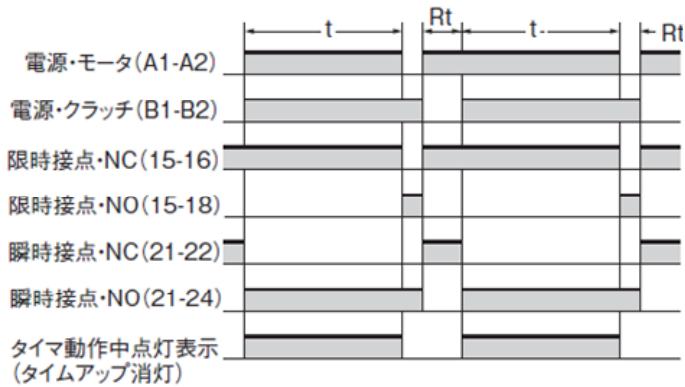 t
Rt
t
Rt
電源・モータ(A1-A2)
電源・クラッチ(B1-B2)
限時接点・NC(15-16)
限時接点・NO(15-18)
瞬時接点・NC(21-22)
瞬時接点・NO(21-24)
タイマ動作中点灯表示
(タイムアップ消灯)